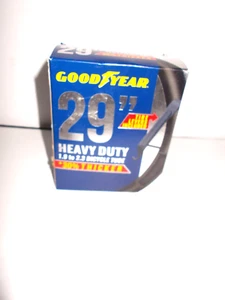 GOODYEAR
29"
HEAVY DUTY
1.9 to 2.3 BICYCLE TUBE